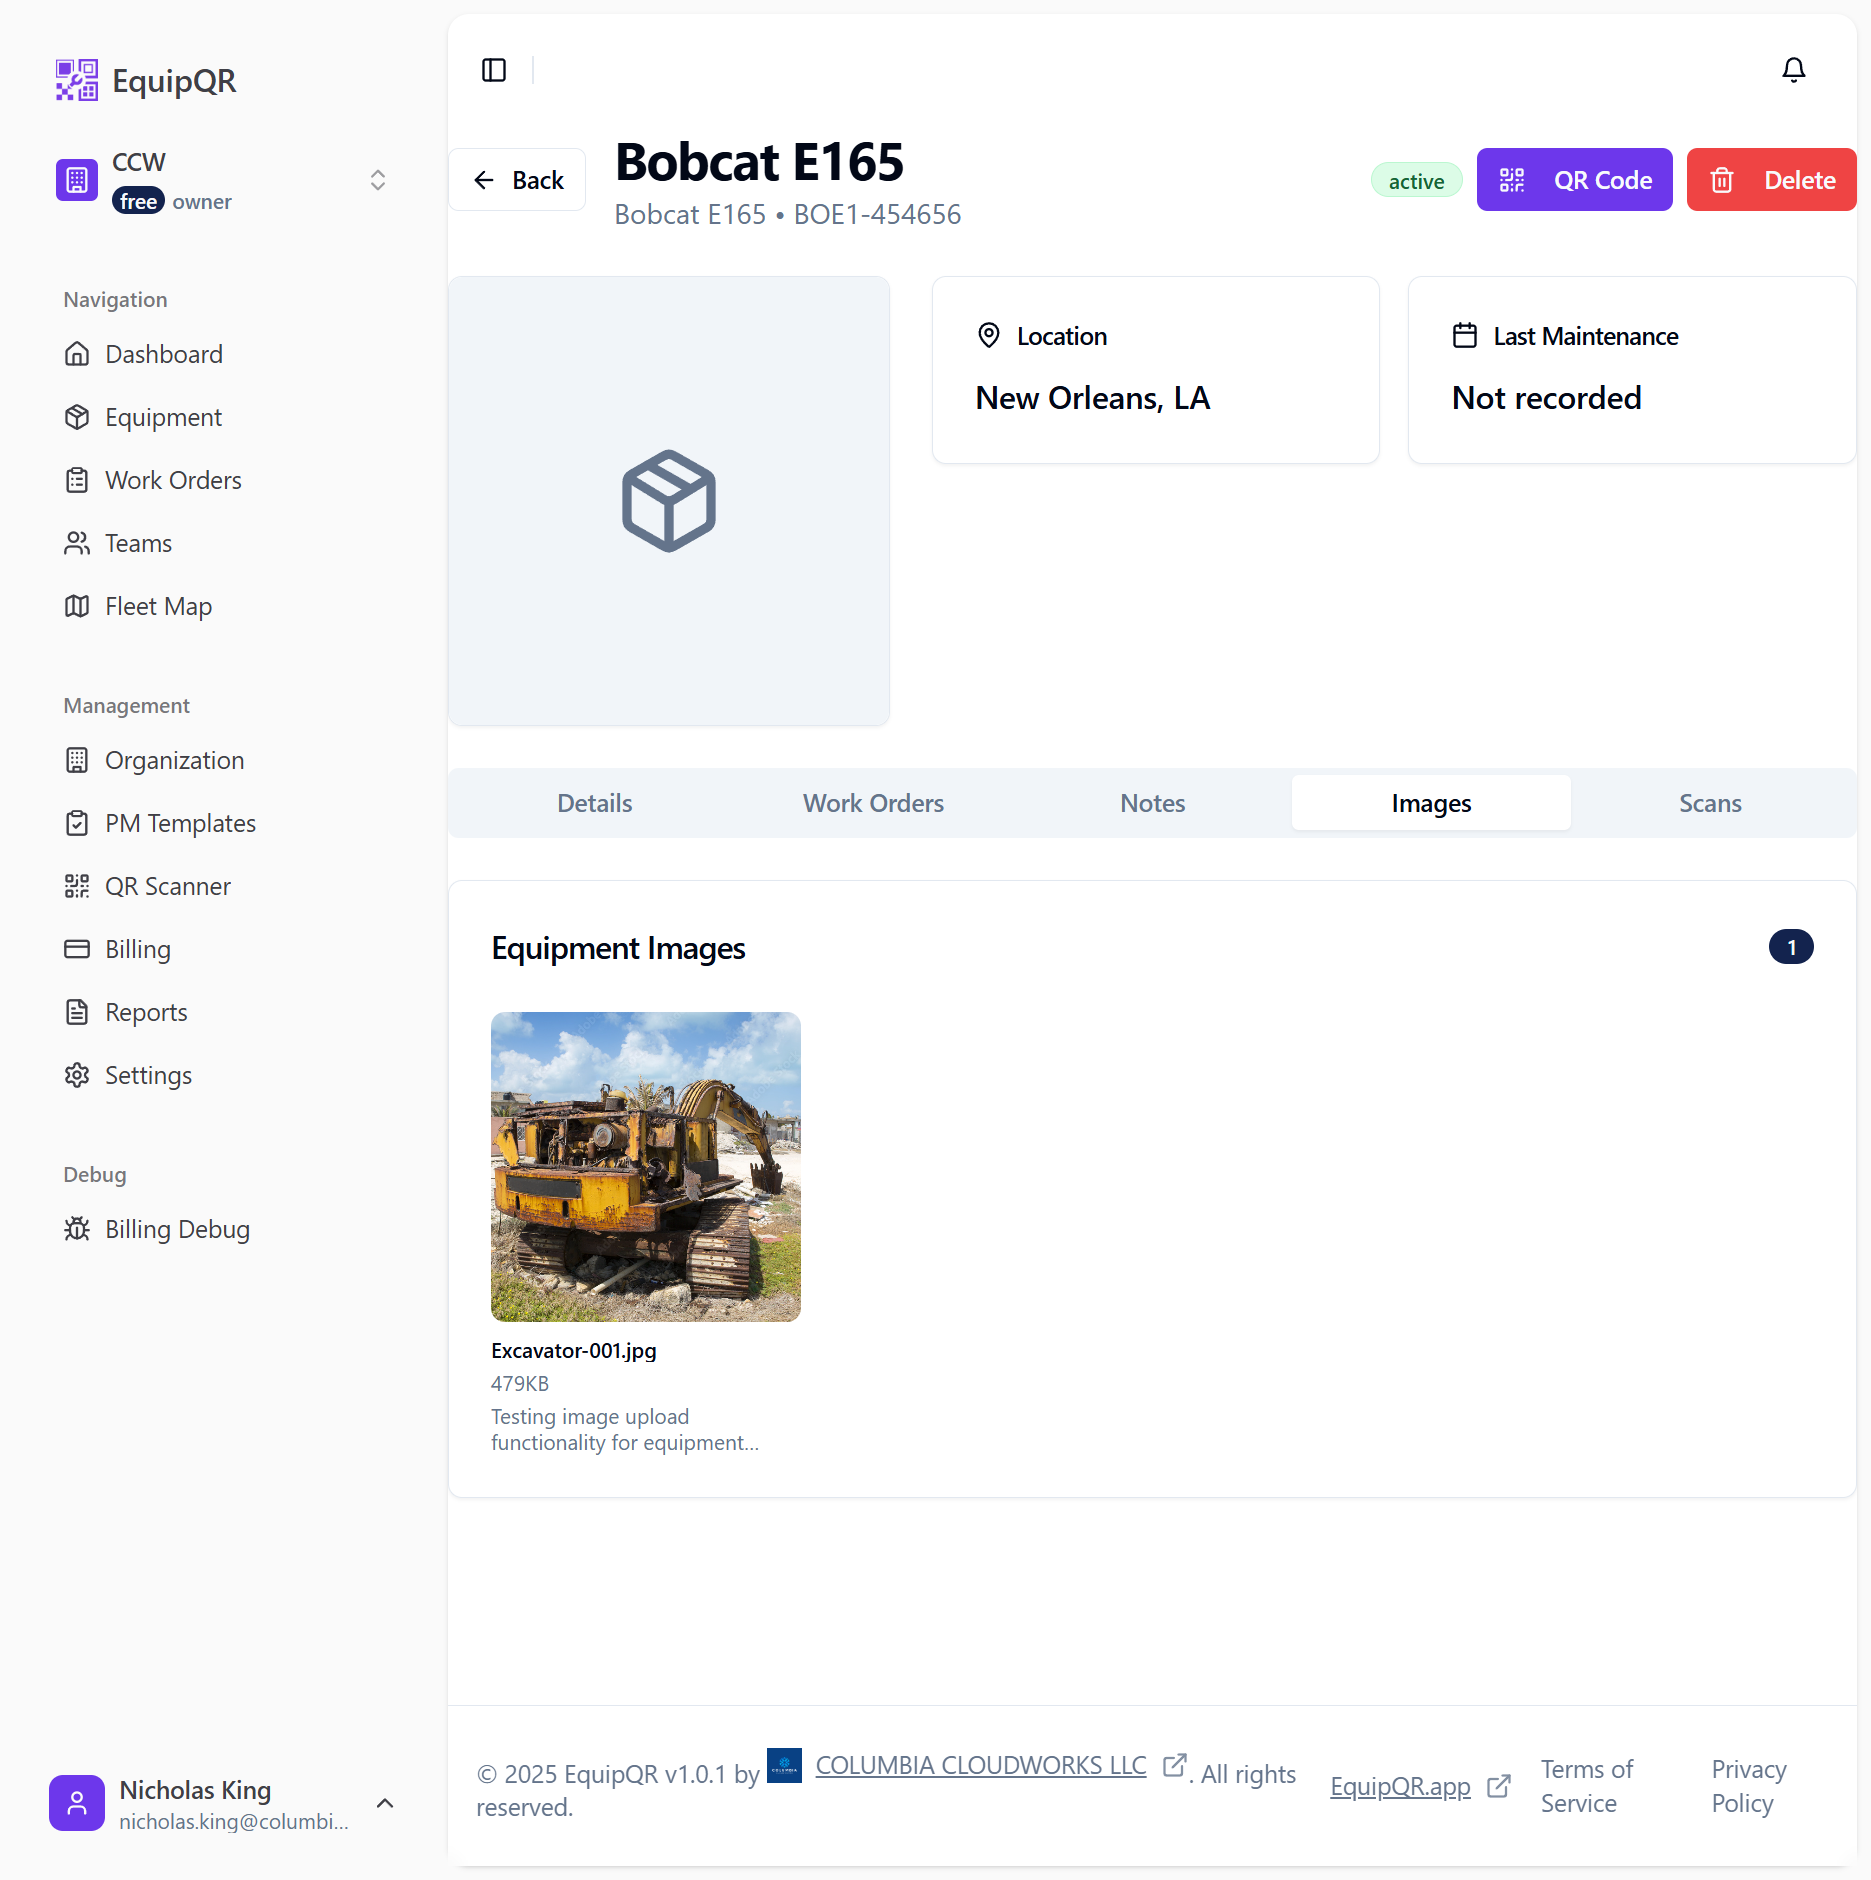 EquipQR
CCW
free owner
Navigation
Dashboard
Equipment
Work Orders
Teams
Fleet Map
Management
Organization
PM Templates
QR Scanner
Billing
Reports
Settings
Debug
Billing Debug
Nicholas King
nicholas.king@columbi...
Back
Bobcat E165
Bobcat E165 • BOE1-454656
active
QR Code
Delete
Location
New Orleans, LA
Last Maintenance
Not recorded
Details
Work Orders
Notes
Images
Scans
Equipment Images
1
Excavator-001.jpg
479KB
Testing image upload
functionality for equipment...
© 2025 EquipQR v1.0.1 by COLUMBIA CLOUDWORKS LLC . All rights
reserved.
EquipQR.app
Terms of
Service
Privacy
Policy